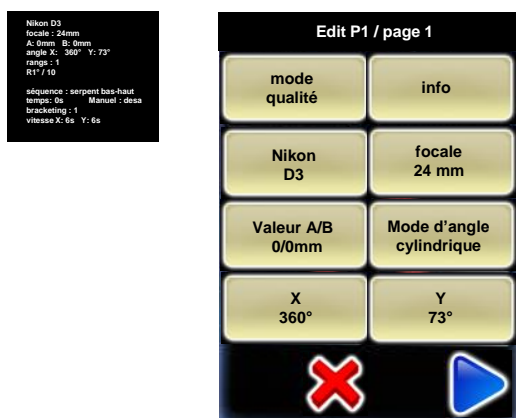 Nikon D3
focale : 24mm
A: 0mm B: 0mm
angle X: 360° Y: 73°
rangs : 1
R1° / 10
séquence : serpent bas-haut
temps: 0s Manuel : desa
bracketing : 1
vitesse X: 6s Y: 6s
Edit P1 / page 1
mode
qualité
info
Nikon
D3
focale
24 mm
Valeur A/B
0/0mm
Mode d'angle
cylindrique
X
360°
Y
73°